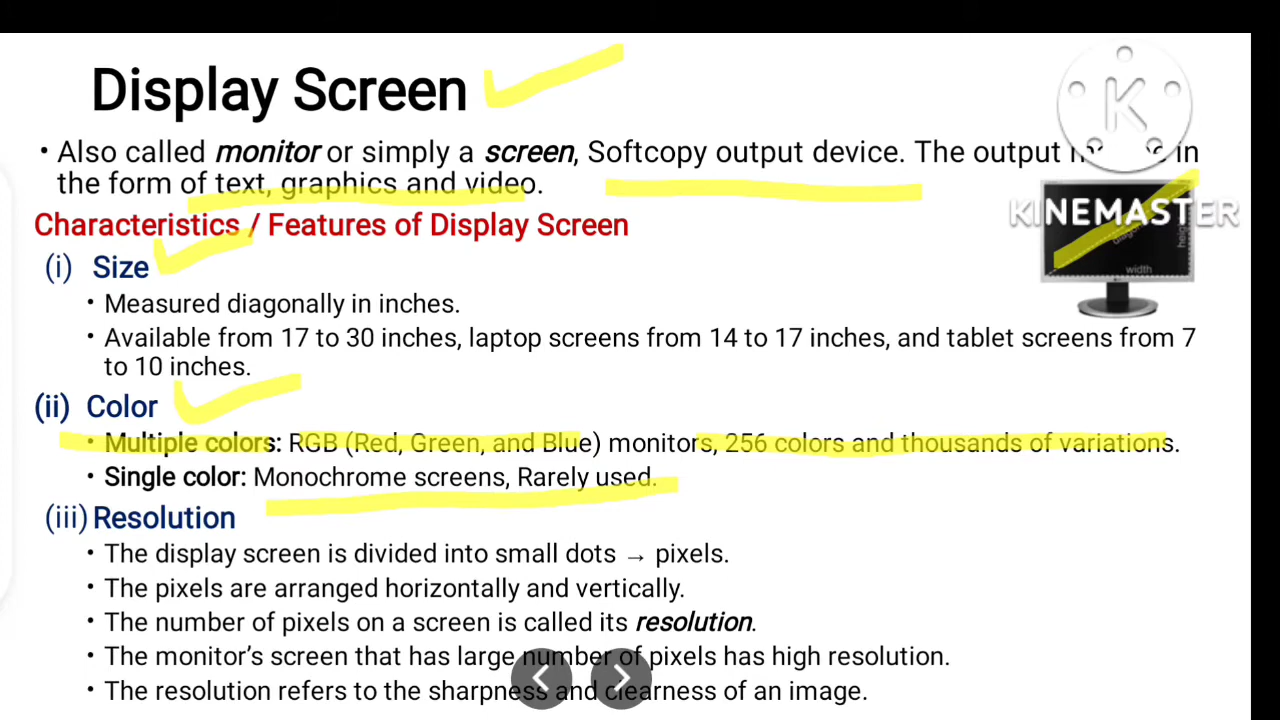 Display Screen
• Also called monitor or simply a screen, Softcopy output device. The output in
the form of text, graphics and video.
Characteristics / Features of Display Screen
(i) Size
• Measured diagonally in inches.
• Available from 17 to 30 inches, laptop screens from 14 to 17 inches, and tablet screens from 7
to 10 inches.
(ii) Color
• Multiple colors: RGB (Red, Green, and Blue) monitors, 256 colors and thousands of variations.
• Single color: Monochrome screens, Rarely used.
(iii) Resolution
• The display screen is divided into small dots → pixels.
• The pixels are arranged horizontally and vertically.
• The number of pixels on a screen is called its resolution.
• The monitor's screen that has large number of pixels has high resolution.
• The resolution refers to the sharpness and clearness of an image.
K
KINEMASTER
width